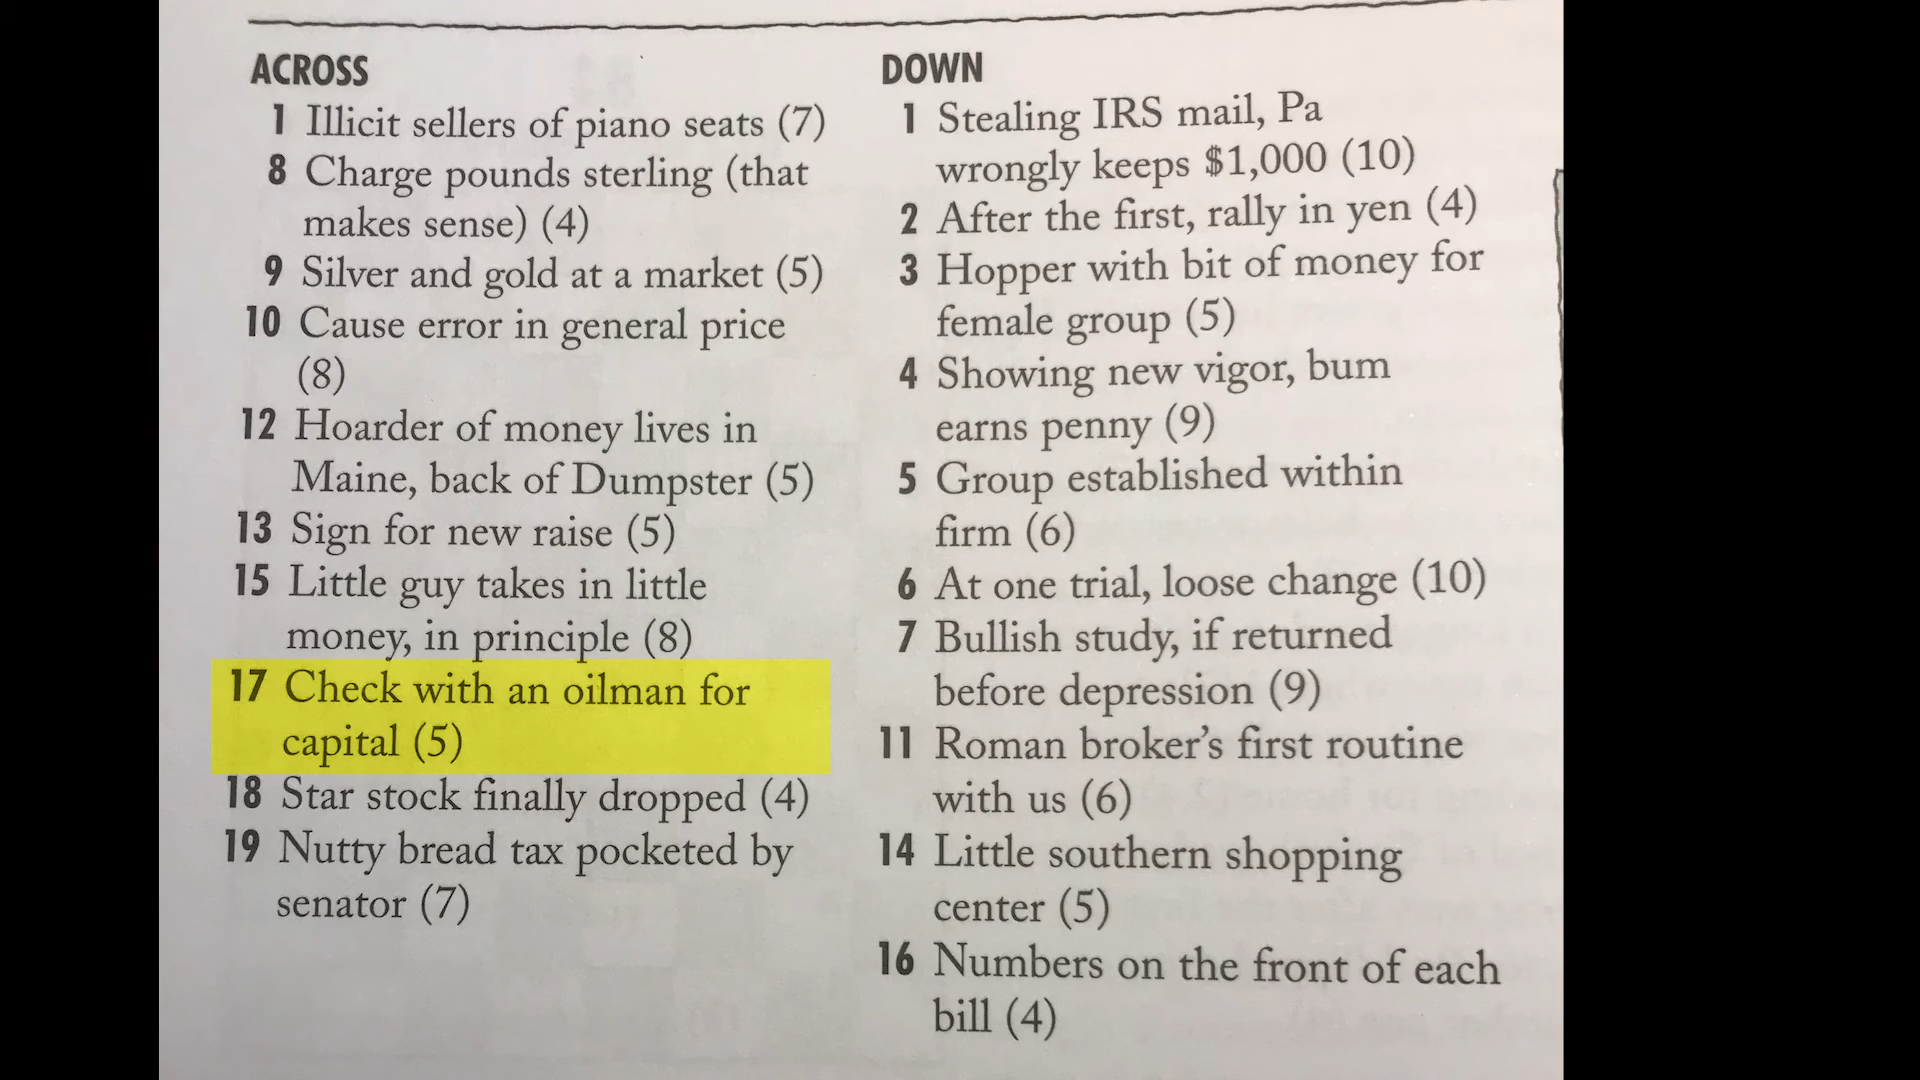 ACROSS
1 Illicit sellers of piano seats (7)
8 Charge pounds sterling (that
makes sense) (4)
9 Silver and gold at a market (5)
10 Cause error in general price
(8)
12 Hoarder of money lives in
Maine, back of Dumpster (5)
13 Sign for new raise (5)
15 Little guy takes in little
money, in principle (8)
17 Check with an oilman for
capital (5)
18 Star stock finally dropped (4)
19 Nutty bread tax pocketed by
senator (7)
DOWN
1 Stealing IRS mail, Pa
wrongly keeps $1,000 (10)
2 After the first, rally in yen (4)
3 Hopper with bit of money for
female group (5)
4 Showing new vigor, bum
earns penny (9)
5 Group established within
firm (6)
6 At one trial, loose change (10)
7 Bullish study, if returned
before depression (9)
11 Roman broker's first routine
with us (6)
14 Little southern shopping
center (5)
16 Numbers on the front of each
bill (4)